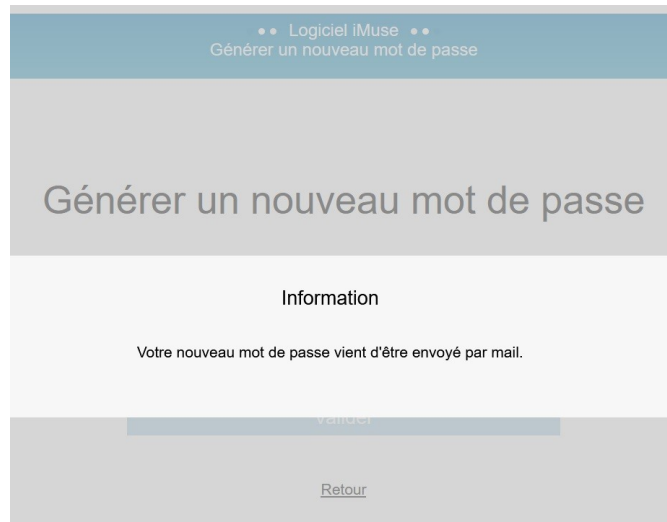 •• Logiciel iMuse ••
Générer un nouveau mot de passe
Générer un nouveau mot de passe
Information
Votre nouveau mot de passe vient d'être envoyé par mail.
Valider
Retour